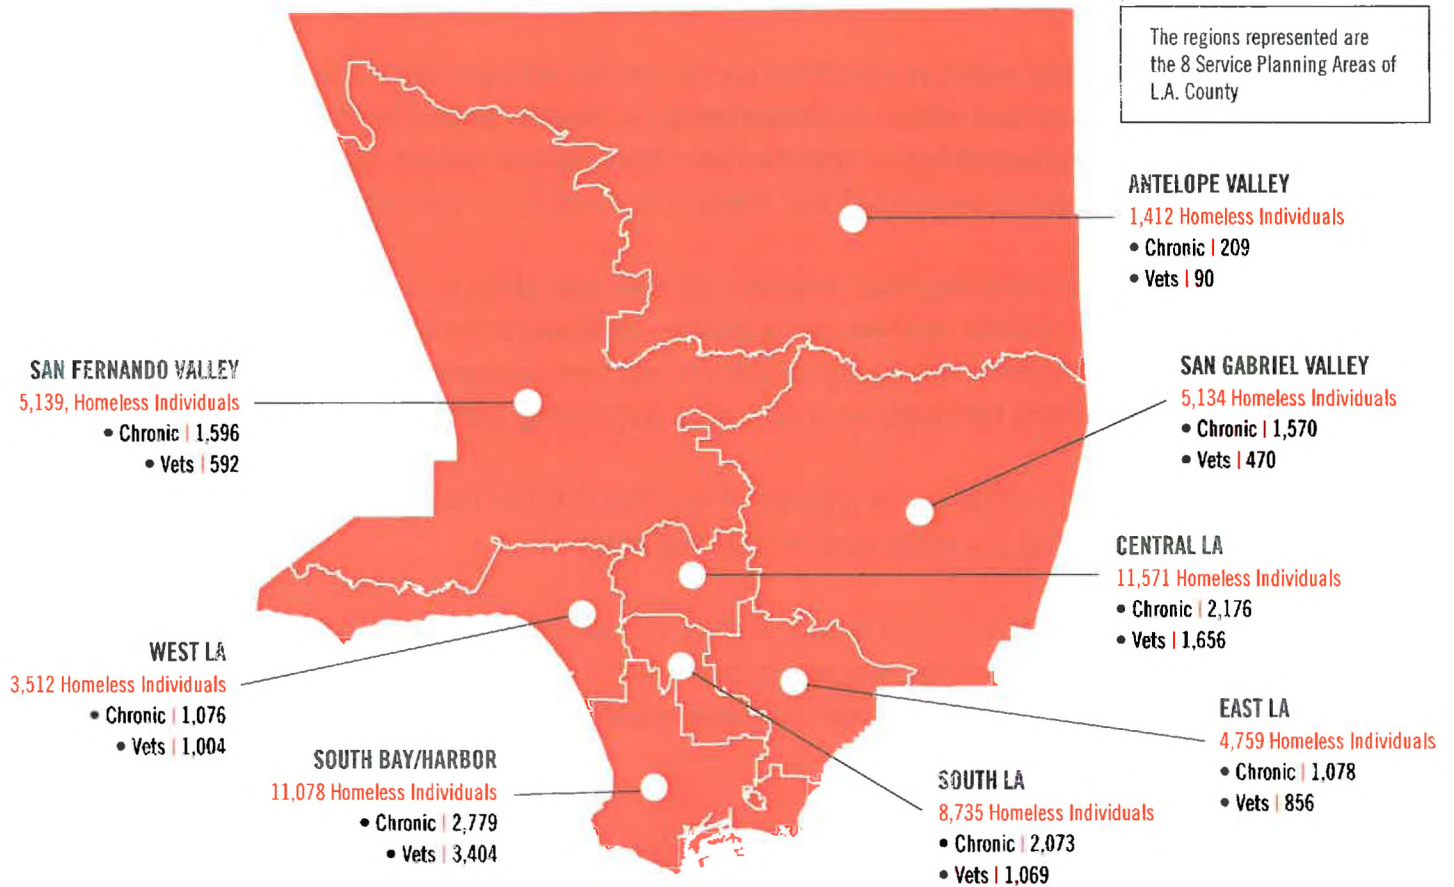 The regions represented are
the 8 Service Planning Areas of
L.A. County
ANTELOPE VALLEY
1,412 Homeless Individuals
• Chronic | 209
• Vets | 90
SAN FERNANDO VALLEY
5,139, Homeless Individuals
• Chronic | 1,596
• Vets | 592
SAN GABRIEL VALLEY
5,134 Homeless Individuals
• Chronic | 1,570
• Vets | 470
CENTRAL LA
11,571 Homeless Individuals
• Chronic | 2,176
• Vets | 1,656
WEST LA
3,512 Homeless Individuals
• Chronic | 1,076
• Vets | 1,004
EAST LA
4,759 Homeless Individuals
• Chronic | 1,078
• Vets | 856
SOUTH BAY/HARBOR
11,078 Homeless Individuals
• Chronic | 2,779
• Vets | 3,404
SOUTH LA
8,735 Homeless Individuals
• Chronic | 2,073
• Vets | 1,069